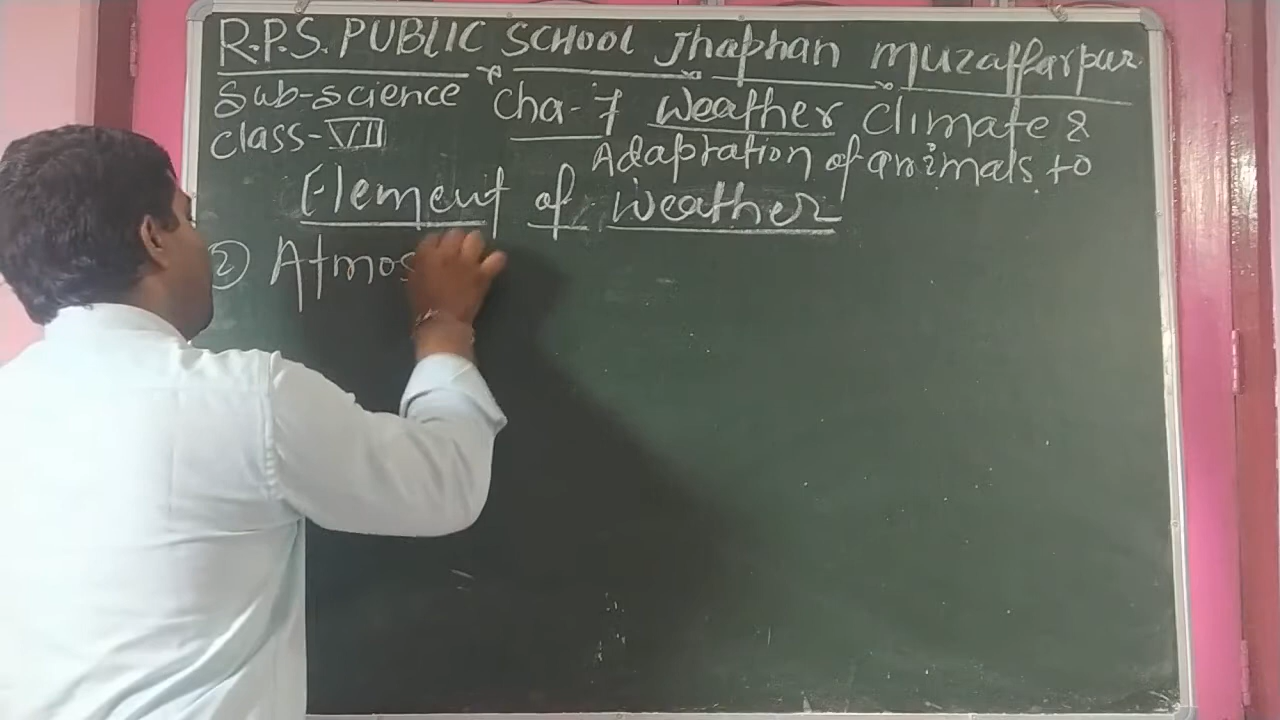 R.P.S. PUBLIC SCHOOL Jhaphan Muzaffarpur
Sub-science Cha-7 Weather Climate &
Class-VII Adaptation of animals to
Element of Weather
2) Atmos